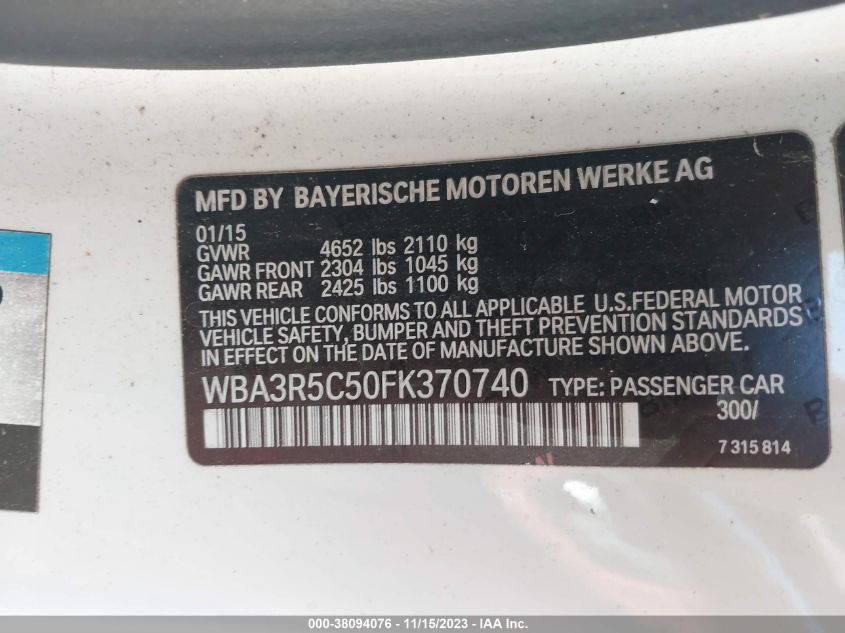 MFD BY BAYERISCHE MOTOREN WERKE AG
01/15
GVWR 4652 lbs 2110 kg
GAWR FRONT 2304 lbs 1045 kg
GAWR REAR 2425 lbs 1100 kg
THIS VEHICLE CONFORMS TO ALL APPLICABLE U.S.FEDERAL MOTOR
VEHICLE SAFETY, BUMPER AND THEFT PREVENTION STANDARDS
IN EFFECT ON THE DATE OF MANUFACTURE SHOWN ABOVE.
WBA3R5C50FK370740 TYPE: PASSENGER CAR
300/
7 315 814
000-38094076 - 11/15/2023 - IAA Inc.